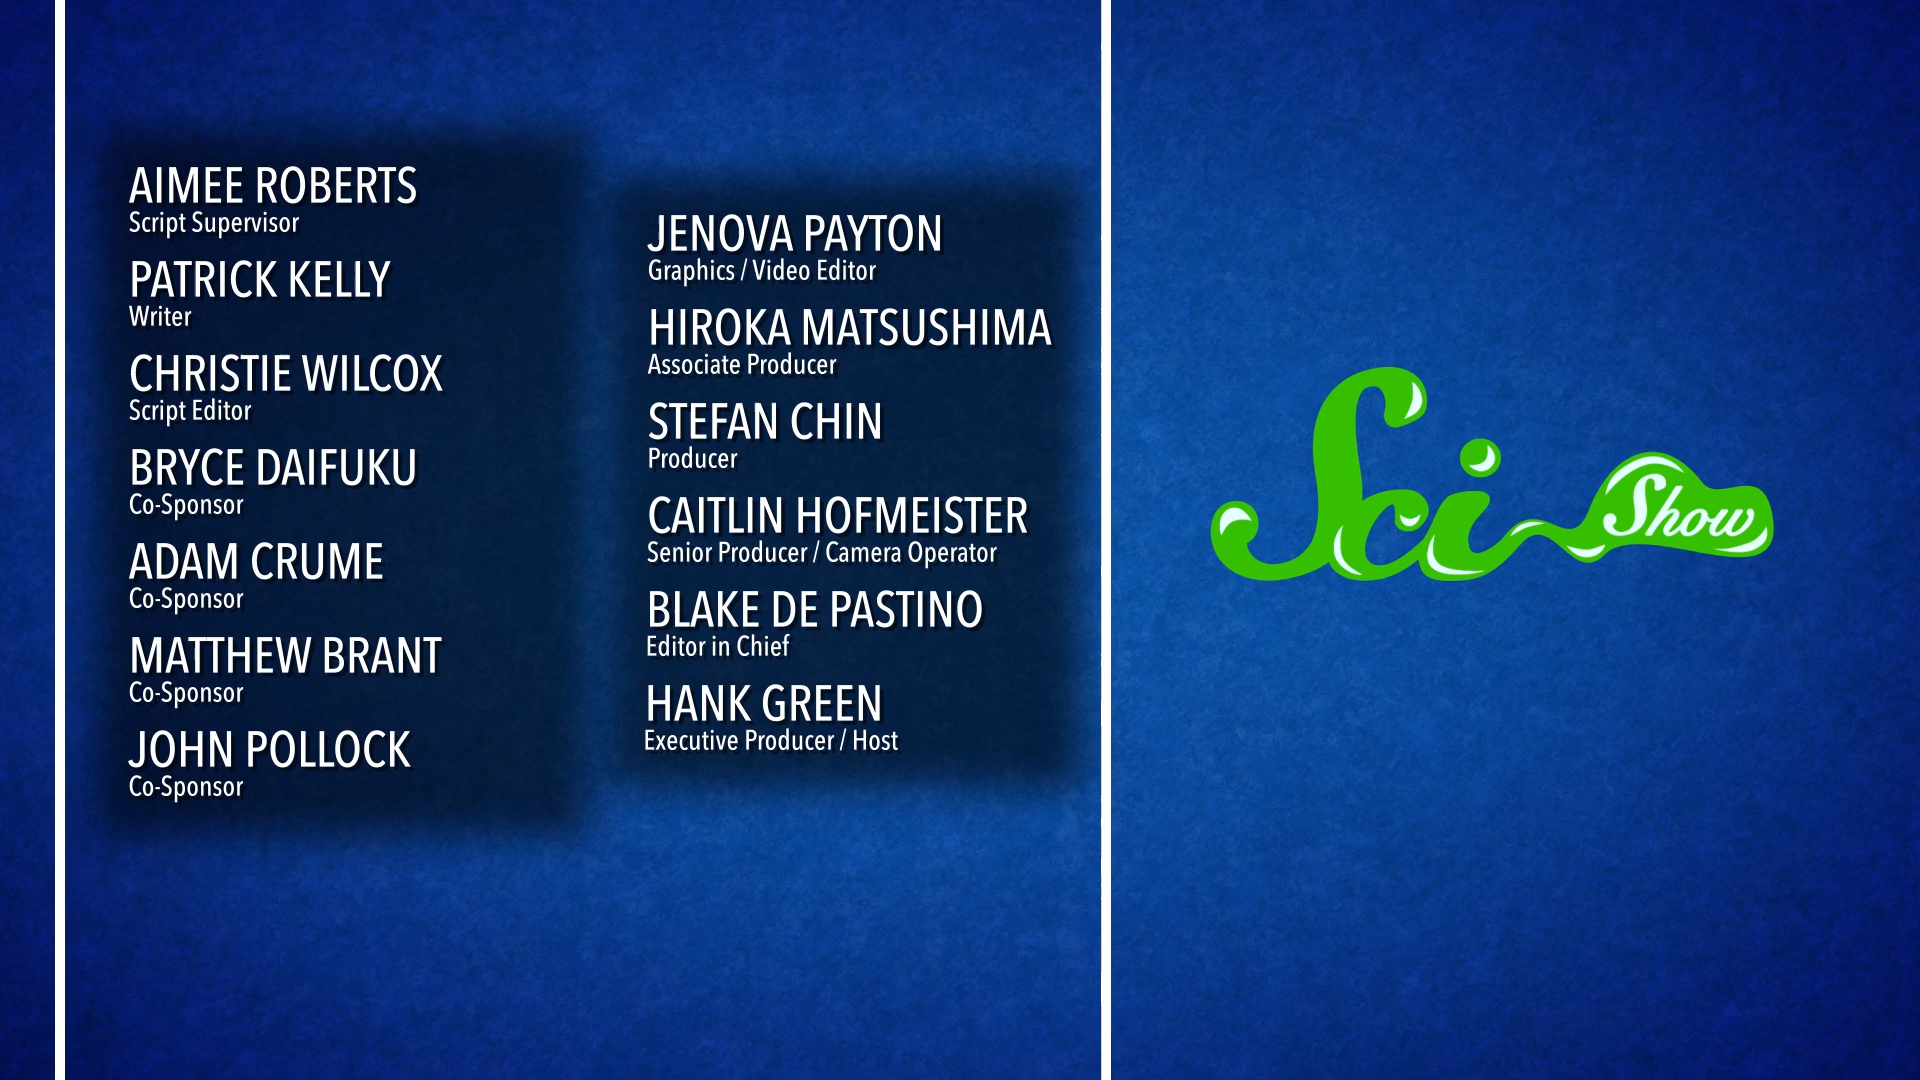 AIMEE ROBERTS
Script Supervisor
PATRICK KELLY
Writer
CHRISTIE WILCOX
Script Editor
BRYCE DAIFUKU
Co-Sponsor
ADAM CRUME
Co-Sponsor
MATTHEW BRANT
Co-Sponsor
JOHN POLLOCK
Co-Sponsor
JENOVA PAYTON
Graphics / Video Editor
HIROKA MATSUSHIMA
Associate Producer
STEFAN CHIN
Producer
CAITLIN HOFMEISTER
Senior Producer / Camera Operator
BLAKE DE PASTINO
Editor in Chief
HANK GREEN
Executive Producer / Host
Sci Show